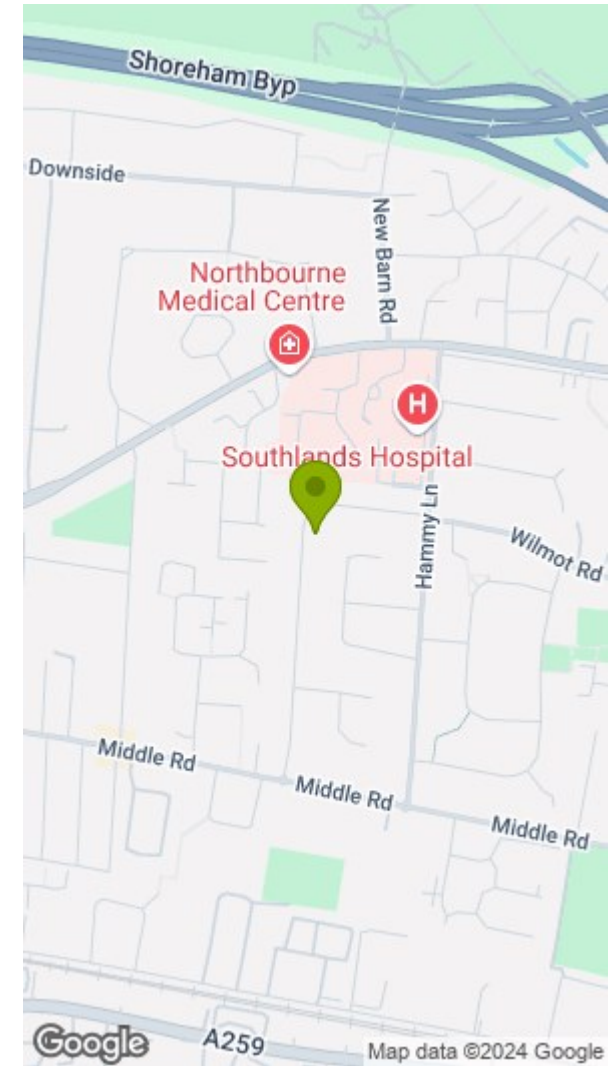 Shoreham Byp
Downside
New Barn Rd
Northbourne
Medical Centre
H
Southlands Hospital
Hammy Ln
Wilmot Rd
Middle Rd
Middle Rd
Middle Rd
Google
A259
Map data ©2024 Google